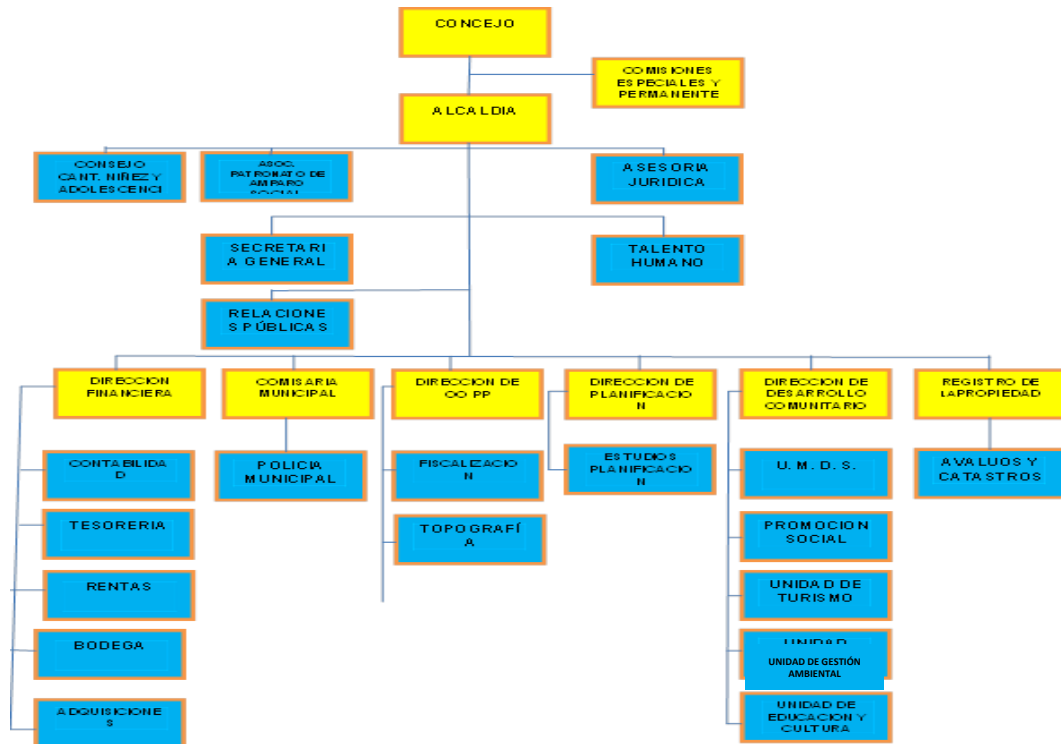 CONCEJO
COMISIONES
ESPECIALES Y
PERMANENTE
ALCALDIA
CONSEJO
CANT. NIÑEZ Y
ADOLESCENCI
ASOC.
PATRONATO DE
AMPARO
SOCIAL
ASESORIA
JURIDICA
SECRETARI
A GENERAL
TALENTO
HUMANO
RELACIONE
S PÚBLICAS
DIRECCION
FINANCIERA
COMISARIA
MUNICIPAL
DIRECCION DE
OO PP
DIRECCION DE
PLANIFICACIO
N
DIRECCION DE
DESARROLLO
COMUNITARIO
REGISTRO DE
LAPROPIEDAD
CONTABILIDA
D
POLICIA
MUNICIPAL
FISCALIZACIO
N
ESTUDIOS
PLANIFICACIO
N
U. M. D. S.
AVALUOS Y
CATASTROS
TESORERIA
TOPOGRAFÍ
A
PROMOCION
SOCIAL
RENTAS
UNIDAD DE
TURISMO
BODEGA
UNIDAD
UNIDAD DE GESTIÓN
AMBIENTAL
ADQUISICIONE
S
UNIDAD DE
EDUCACION Y
CULTURA